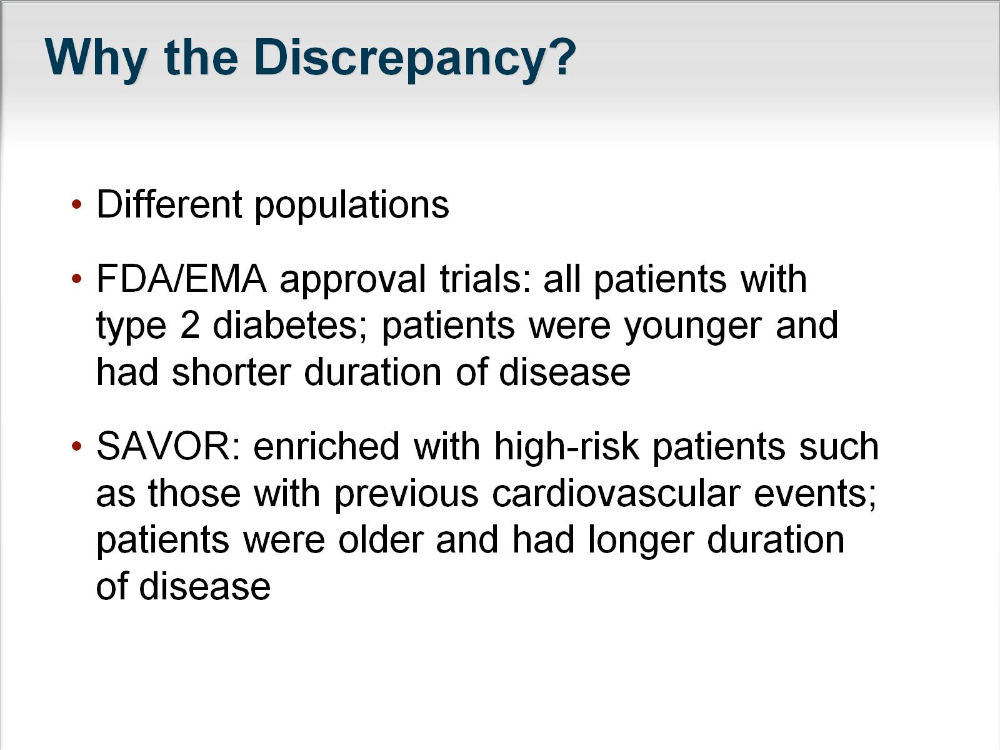 Why the Discrepancy?
• Different populations
• FDA/EMA approval trials: all patients with
type 2 diabetes; patients were younger and
had shorter duration of disease
• SAVOR: enriched with high-risk patients such
as those with previous cardiovascular events;
patients were older and had longer duration
of disease